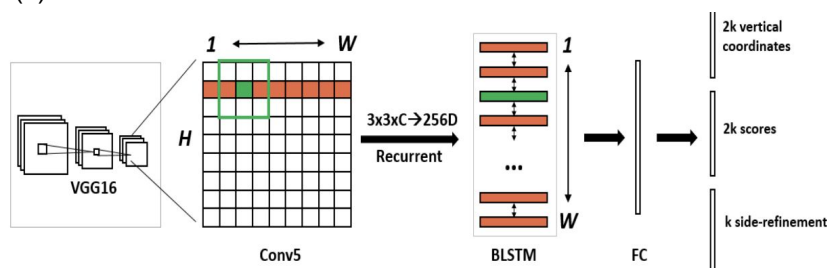 1
W
H
VGG16
Conv5
3x3xC→256D
Recurrent
1
...
W
BLSTM
FC
2k vertical
coordinates
2k scores
k side-refinement